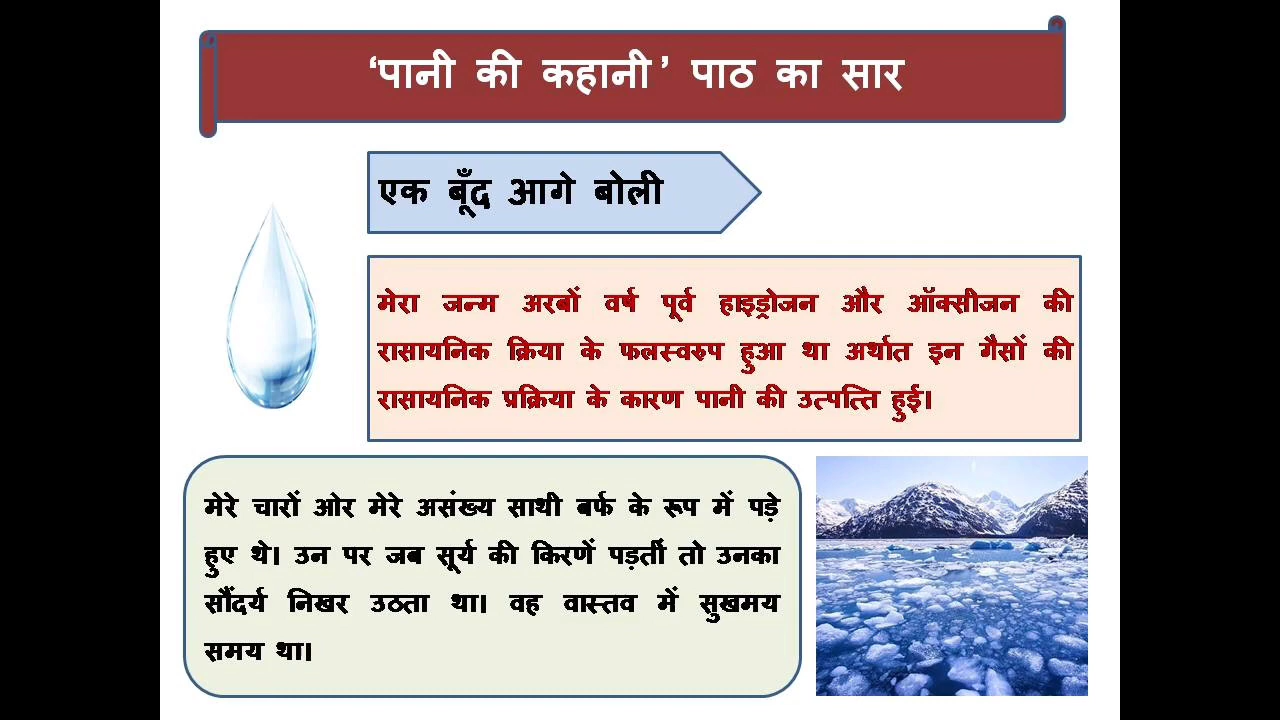 ‘पानी की कहानी’ पाठ का सार
एक बूँद आगे बोली
मेरा जन्म अरबों वर्ष पूर्व हाइड्रोजन और ऑक्सीजन की
रासायनिक क्रिया के फलस्वरुप हुआ था अर्थात इन गैसों की
रासायनिक प्रक्रिया के कारण पानी की उत्पत्ति हुई।
मेरे चारों ओर मेरे असंख्य साथी बर्फ के रूप में पड़े
हुए थे। उन पर जब सूर्य की किरणें पड़तीं तो उनका
सौंदर्य निखर उठता था। वह वास्तव में सुखमय
समय था।